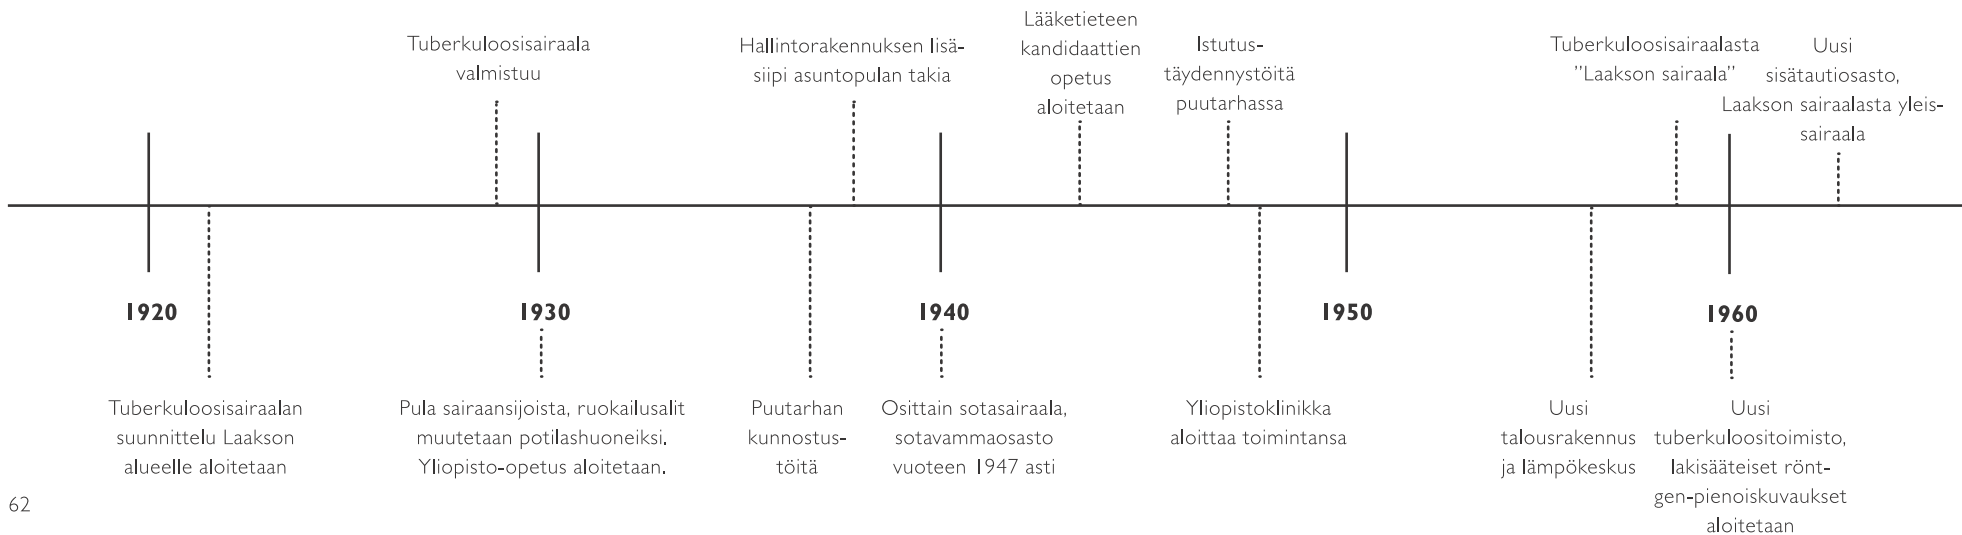 Tuberkuloosisairaala
valmistuu
Hallintorakennuksen lisä-
siipi asuntopulan takia
Lääketieteen
kandidaattien
opetus
aloitetaan
Istutus-
täydennystöitä
puutarhassa
Tuberkuloosisairaalasta
"Laakson sairaala"
Uusi
sisätautiosasto,
Laakson sairaalasta yleis-
sairaala
1920
1930
1940
1950
1960
Tuberkuloosisairaalan
suunnittelu Laakson
alueelle aloitetaan
Pula sairaansijoista, ruokailusalit
muutetaan potilashuoneiksi.
Yliopisto-opetus aloitetaan.
Puutarhan
kunnostus-
töitä
Osittain sotasairaala,
sotavammaosasto
vuoteen 1947 asti
Yliopistoklinikka
aloittaa toimintansa
Uusi
talousrakennus
ja lämpökeskus
Uusi
tuberkuloositoimisto,
lakisääteiset rönt-
gen-pienoiskuvaukset
aloitetaan
62